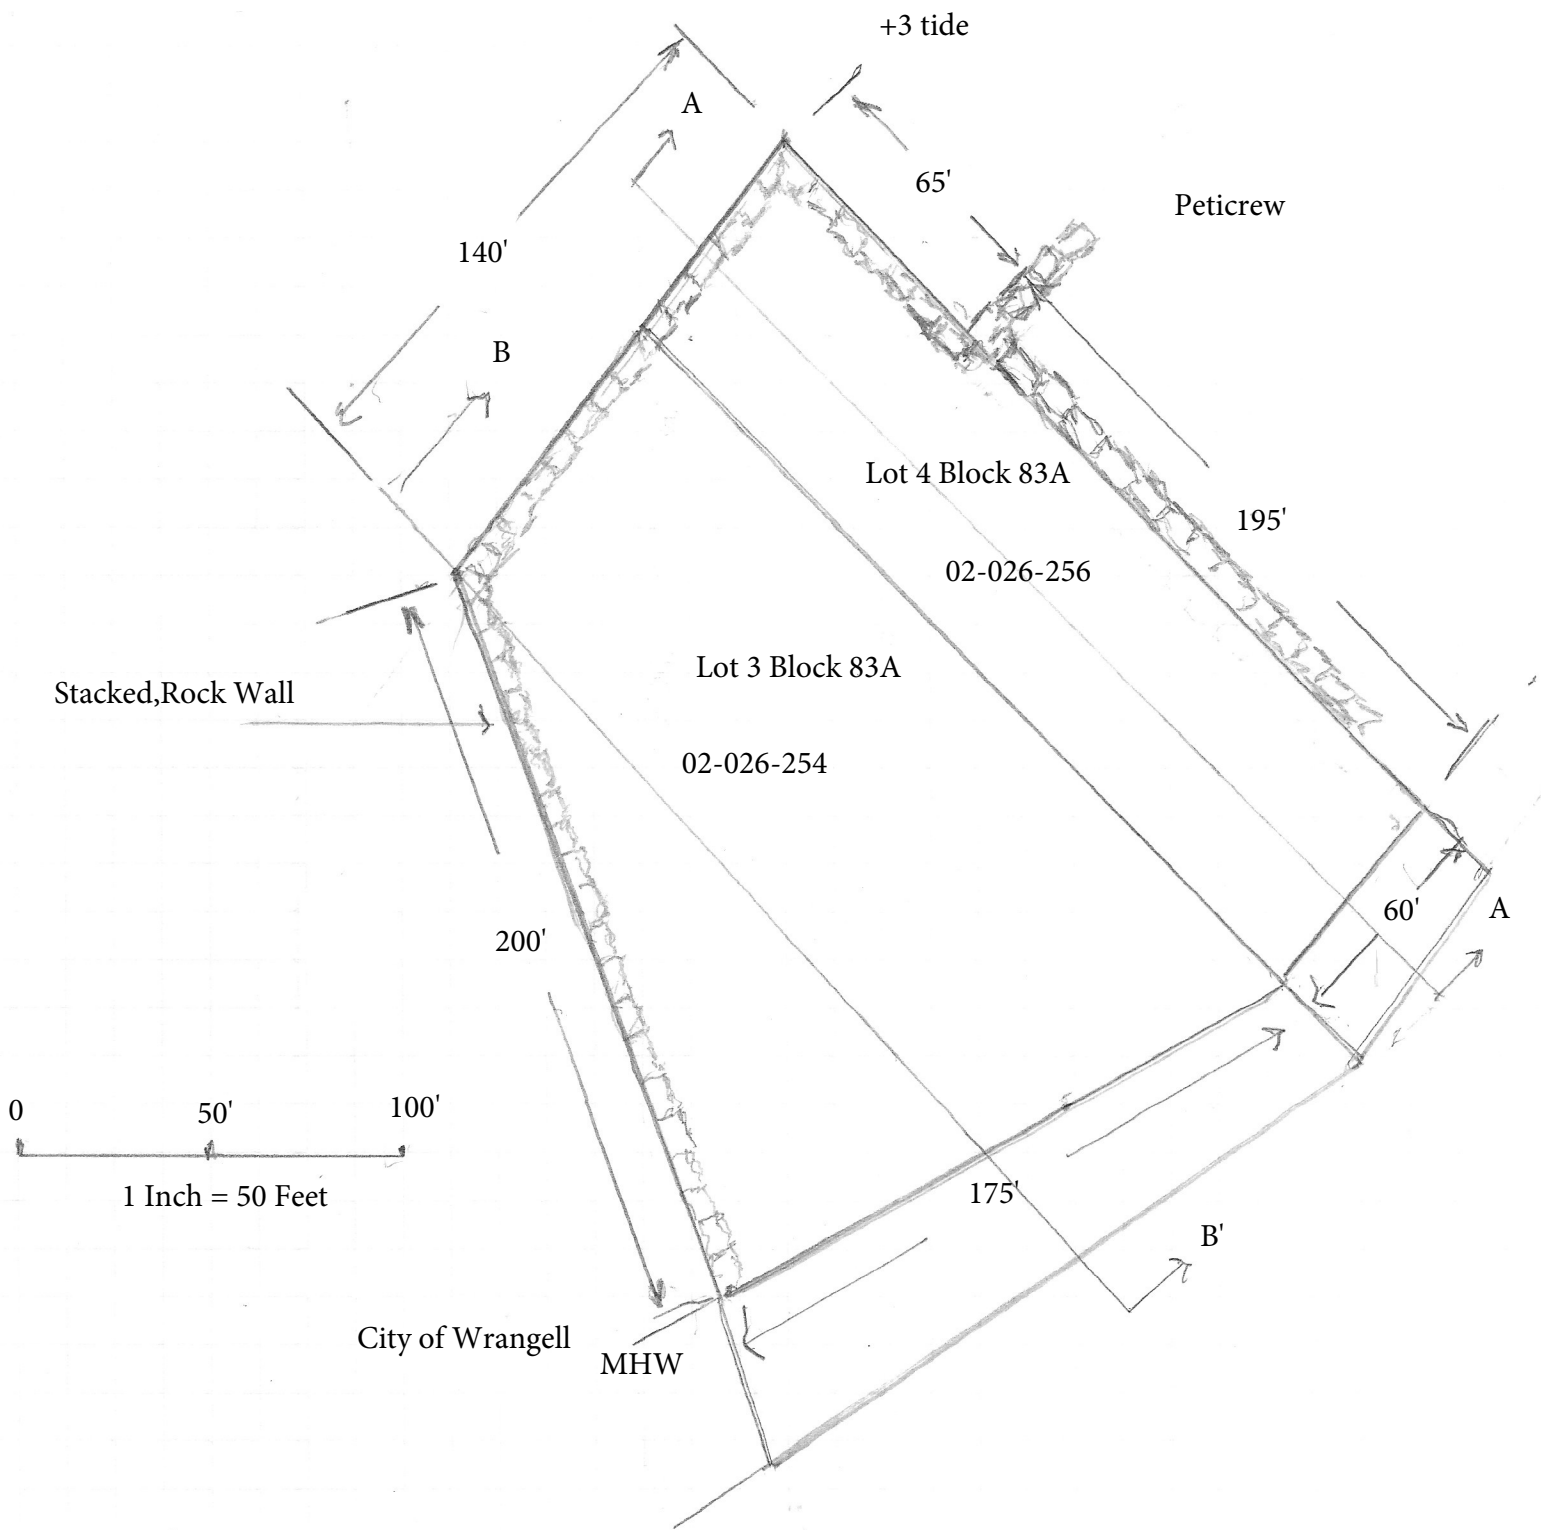 +3 tide
A
65'
Peticrew
140'
B
Lot 4 Block 83A
195'
02-026-256
Lot 3 Block 83A
Stacked,Rock Wall
02-026-254
60'
A
200'
0 50' 100'
1 Inch = 50 Feet
175'
B'
City of Wrangell
MHW